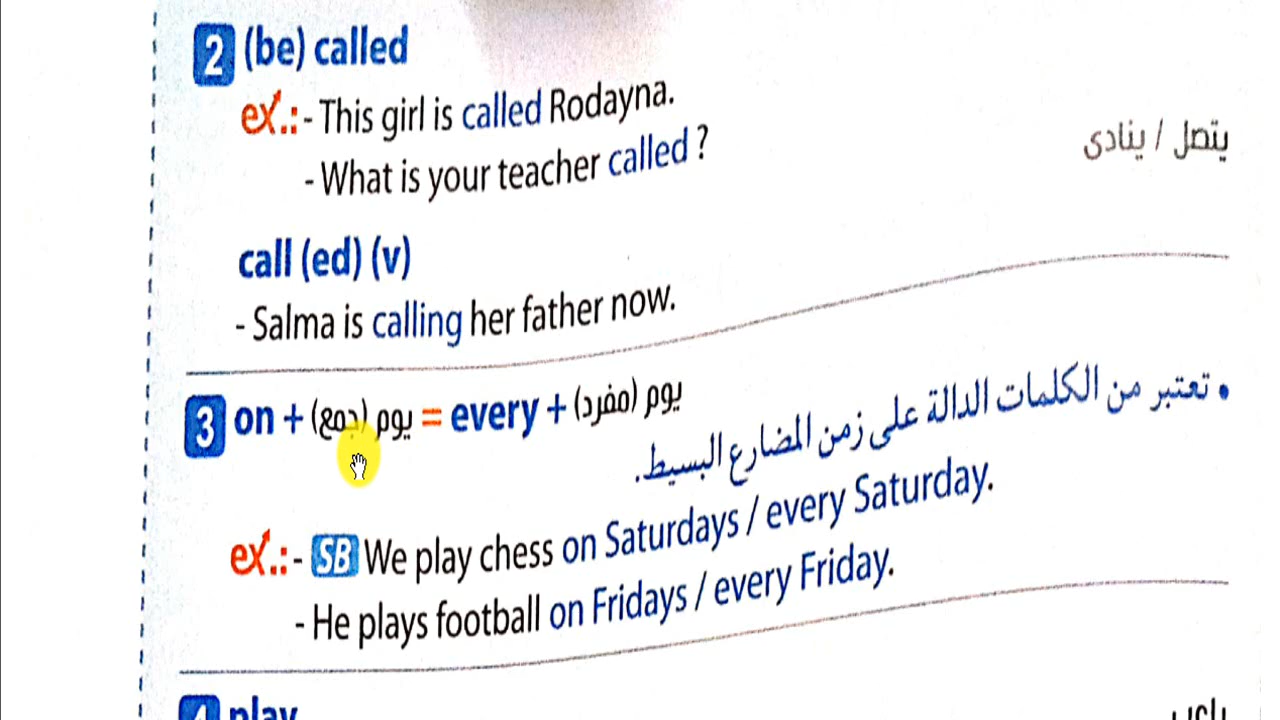 2 (be) called
ex.: - This girl is called Rodayna.
- What is your teacher called ?
يتصل / ينادى
call (ed) (v)
- Salma is calling her father now.
3 on + يوم (جمع) = every + يوم (مفرد)
• تعتبر من الكلمات الدالة على زمن المضارع البسيط.
ex.: - SB We play chess on Saturdays / every Saturday.
- He plays football on Fridays / every Friday.
4 play